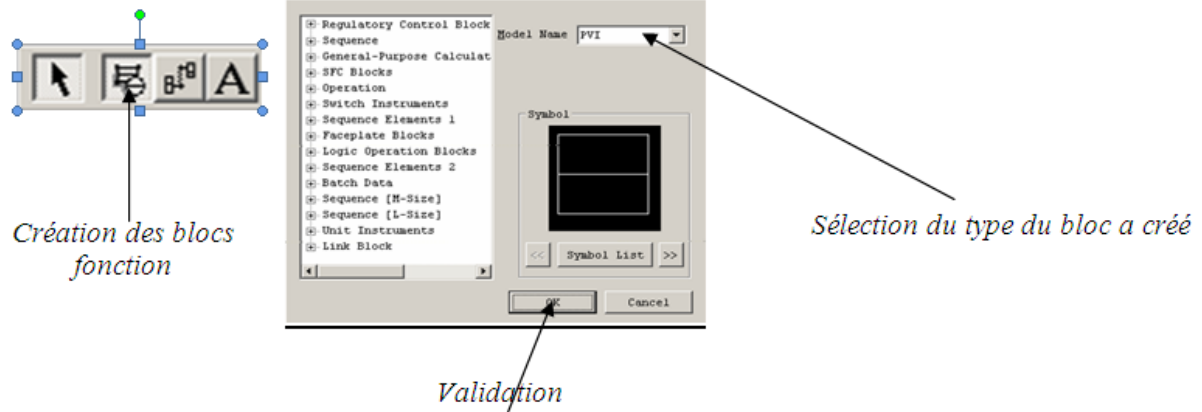 A
Création des blocs
fonction
Regulatory Control Block
Sequence
General-Purpose Calculat
SFC Blocks
Operation
Switch Instruments
Sequence Elements 1
Faceplate Blocks
Logic Operation Blocks
Sequence Elements 2
Batch Data
Sequence [M-Size]
Sequence [L-Size]
Unit Instruments
Link Block
Model Name PVI
Symbol
<< Symbol List >>
OK Cancel
Sélection du type du bloc a créé
Validation